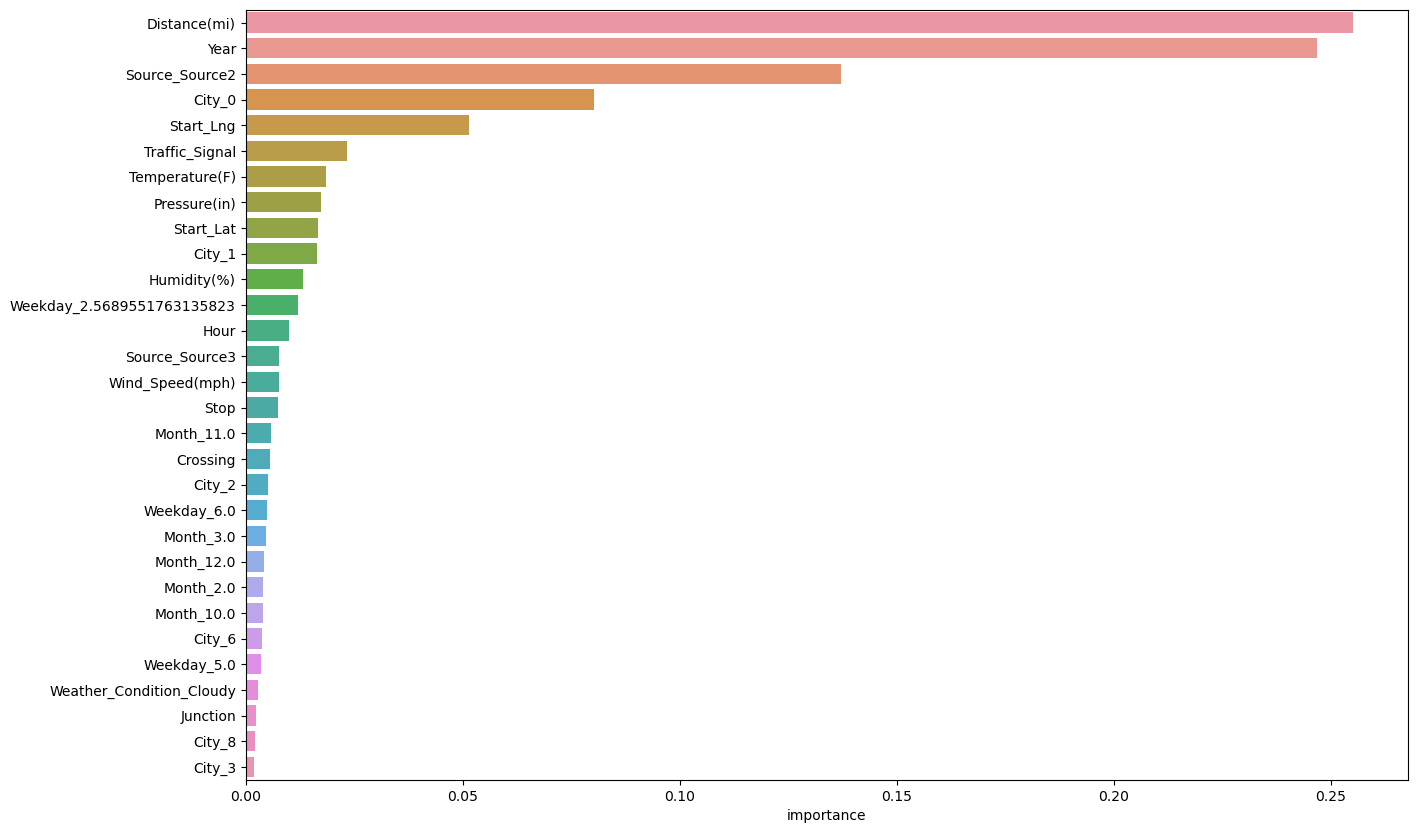 Distance(mi)
Year
Source_Source2
City_0
Start_Lng
Traffic_Signal
Temperature(F)
Pressure(in)
Start_Lat
City_1
Humidity(%)
Weekday_2.5689551763135823
Hour
Source_Source3
Wind_Speed(mph)
Stop
Month_11.0
Crossing
City_2
Weekday_6.0
Month_3.0
Month_12.0
Month_2.0
Month_10.0
City_6
Weekday_5.0
Weather_Condition_Cloudy
Junction
City_8
City_3
0.00 0.05 0.10 0.15 0.20 0.25
importance